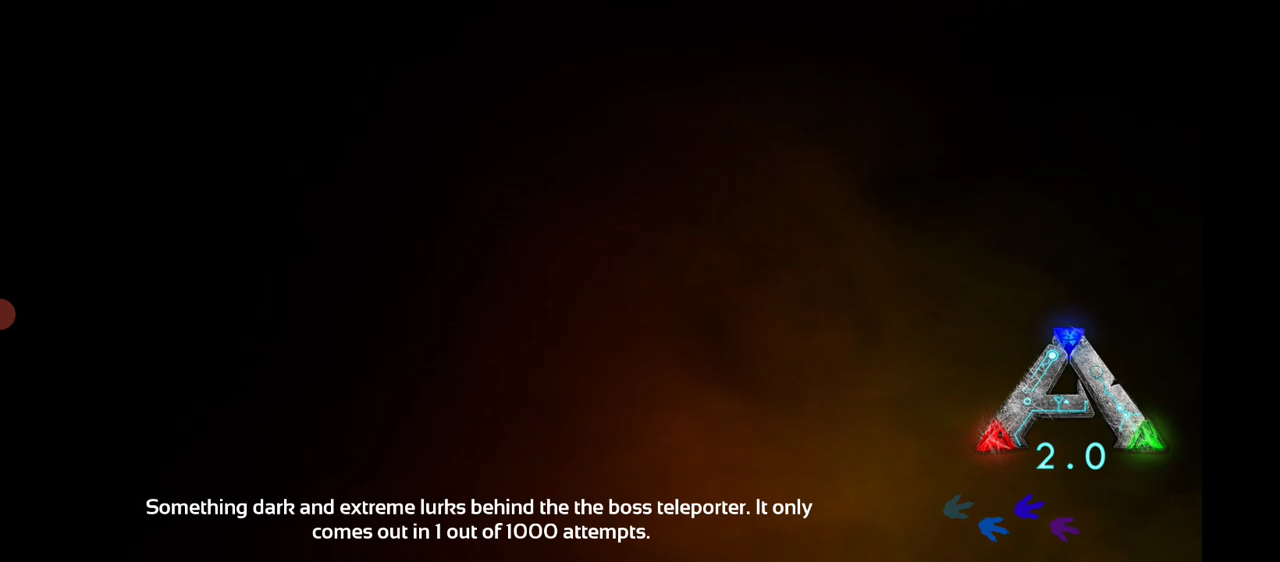 2.0
Something dark and extreme lurks behind the the boss teleporter. It only
comes out in 1 out of 1000 attempts.